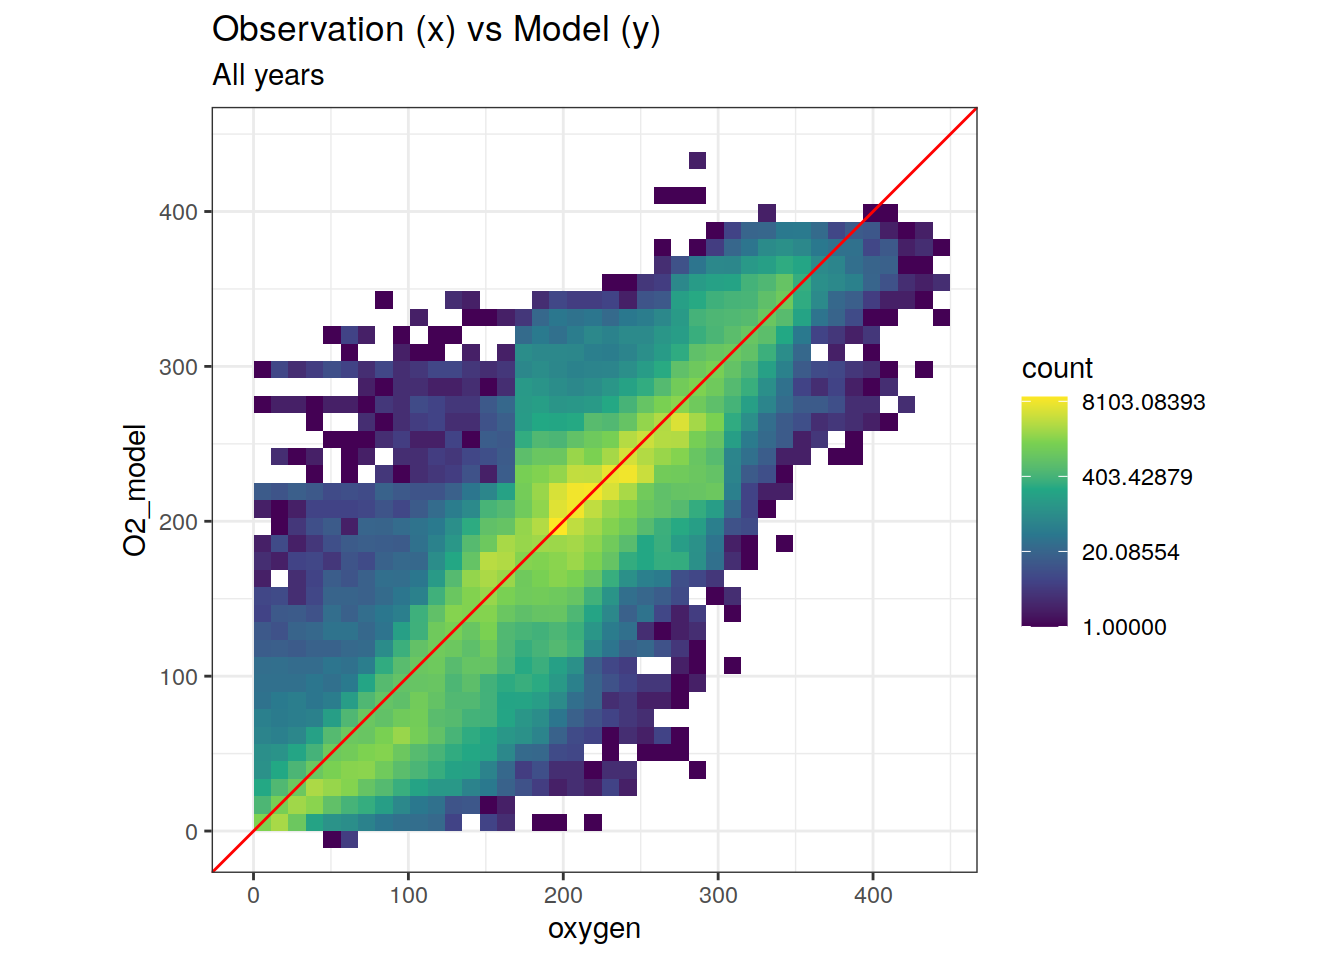 Observation (x) vs Model (y)
All years
O2_model
400
300
200
100
0
0 100 200 300 400
oxygen
count
8103.08393
403.42879
20.08554
1.00000